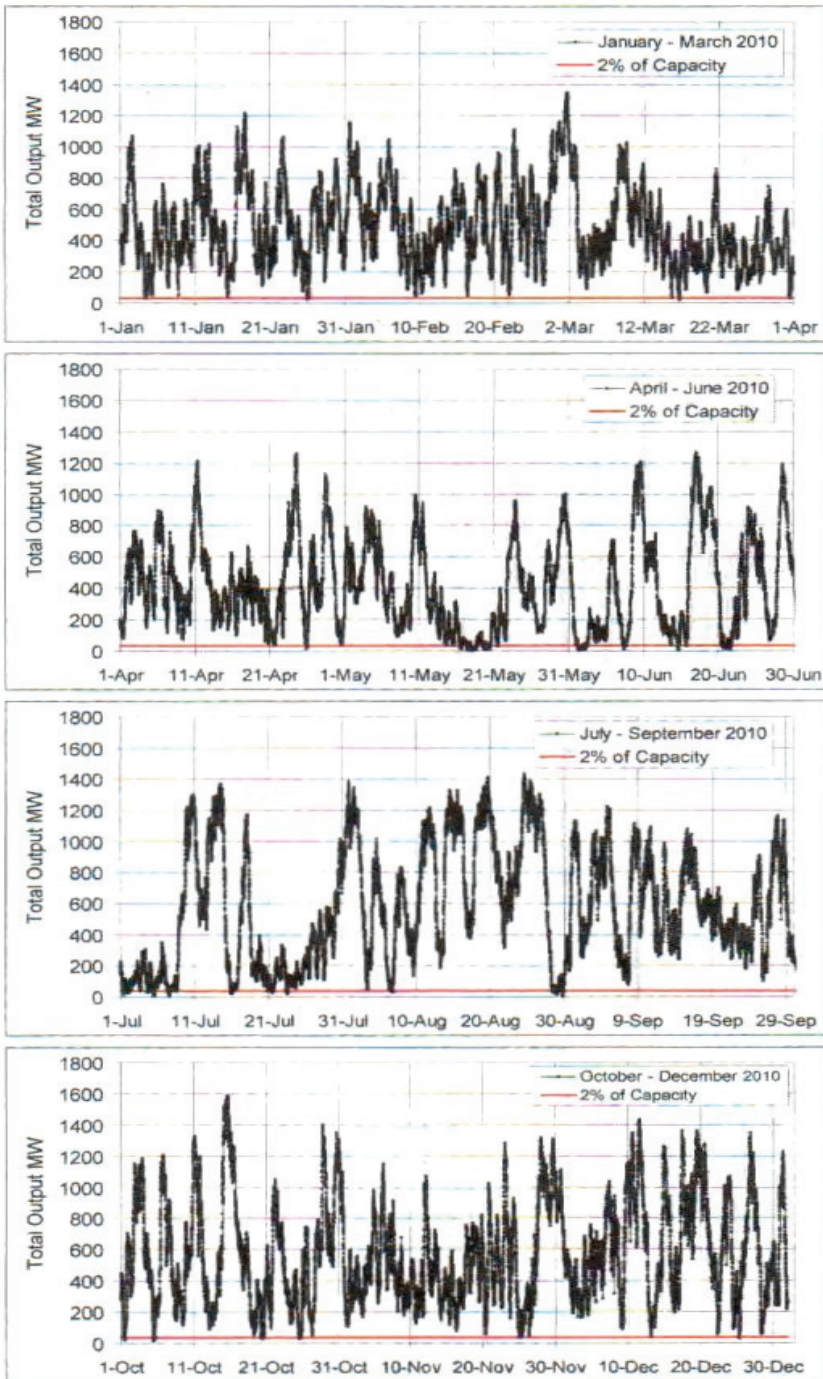 Total Output MW
1800
1600
1400
1200
1000
800
600
400
200
0
January - March 2010
2% of Capacity
1-Jan 11-Jan 21-Jan 31-Jan 10-Feb 20-Feb 2-Mar 12-Mar 22-Mar 1-Apr
Total Output MW
1800
1600
1400
1200
1000
800
600
400
200
0
April - June 2010
2% of Capacity
1-Apr 11-Apr 21-Apr 1-May 11-May 21-May 31-May 10-Jun 20-Jun 30-Jun
Total Output MW
1800
1600
1400
1200
1000
800
600
400
200
0
July - September 2010
2% of Capacity
1-Jul 11-Jul 21-Jul 31-Jul 10-Aug 20-Aug 30-Aug 9-Sep 19-Sep 29-Sep
Total Output MW
1800
1600
1400
1200
1000
800
600
400
200
0
October - December 2010
2% of Capacity
1-Oct 11-Oct 21-Oct 31-Oct 10-Nov 20-Nov 30-Nov 10-Dec 20-Dec 30-Dec